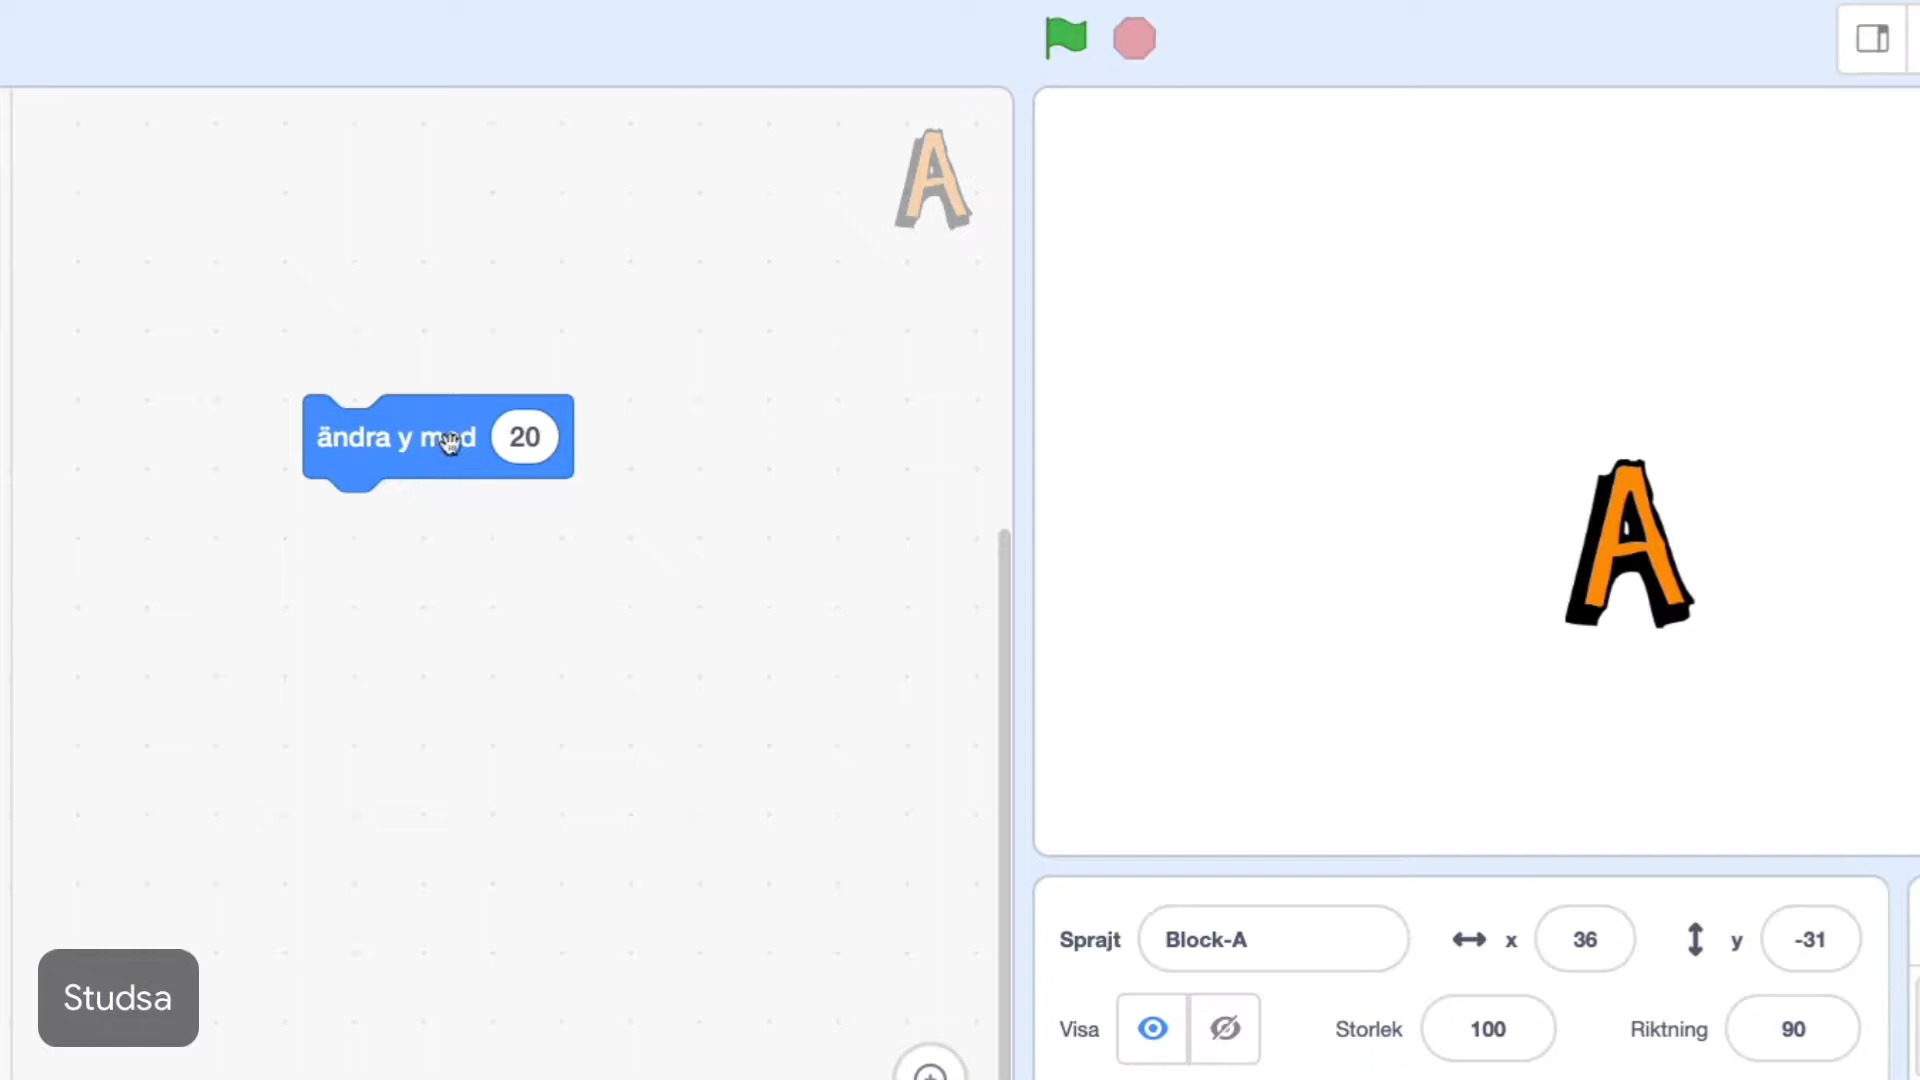 A
A
ändra y med 20
Sprajt Block-A x 36 y -31
Visa Storlek 100 Riktning 90
Studsa